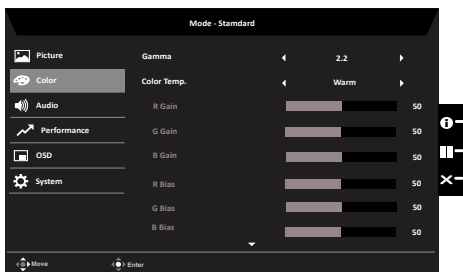 Mode - Stamdard
Picture
Color
Audio
Performance
OSD
System
Gamma 2.2
Color Temp. Warm
R Gain 50
G Gain 50
B Gain 50
R Bias 50
G Bias 50
B Bias 50
Move
Enter